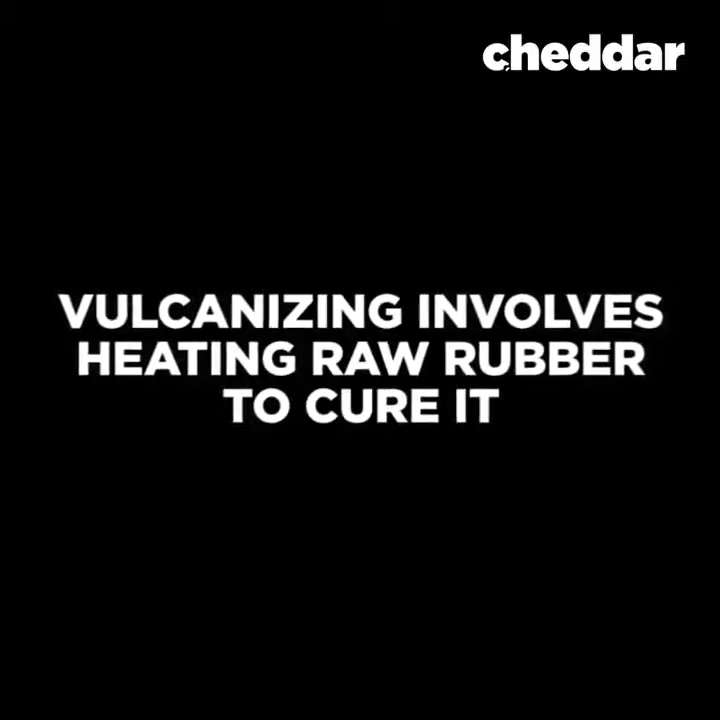 cheddar
VULCANIZING INVOLVES
HEATING RAW RUBBER
TO CURE IT